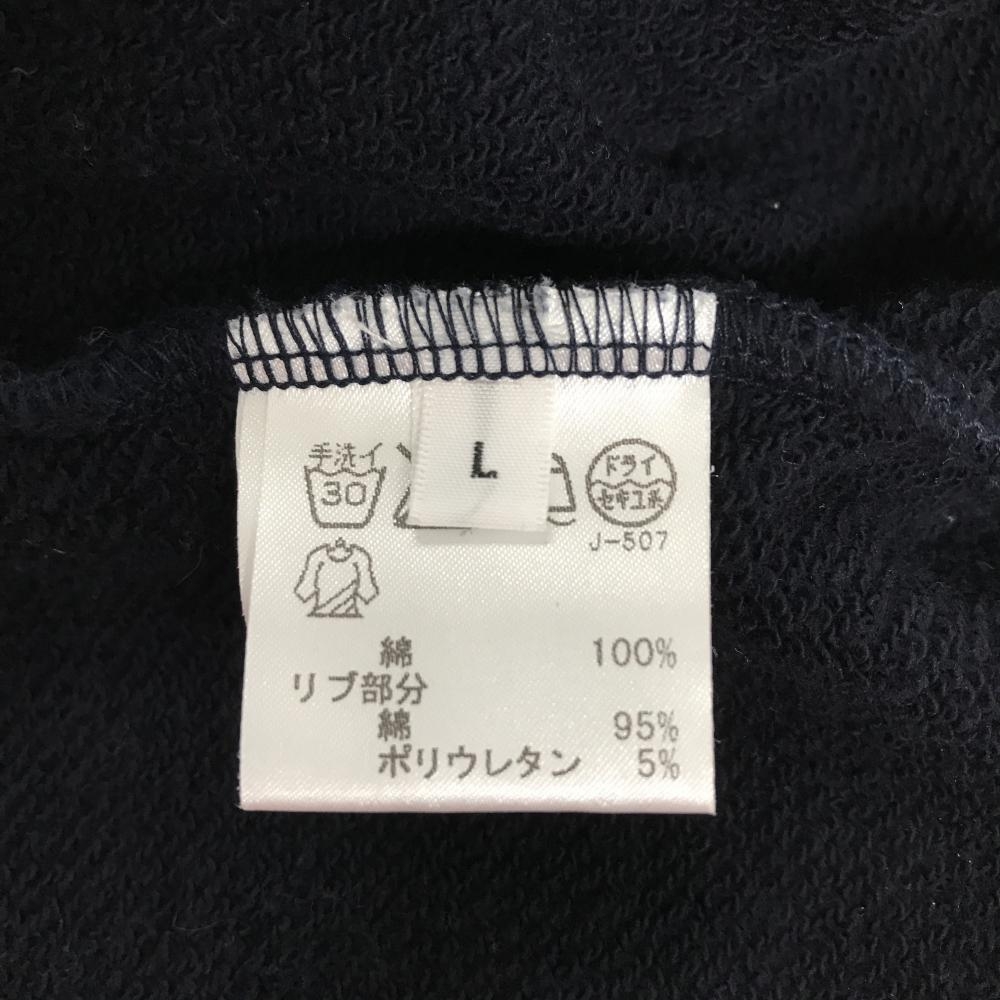 L
手洗イ
30
ドライ
セキユ系
J-507
綿 100%
リブ部分
綿 95%
ポリウレタン 5%